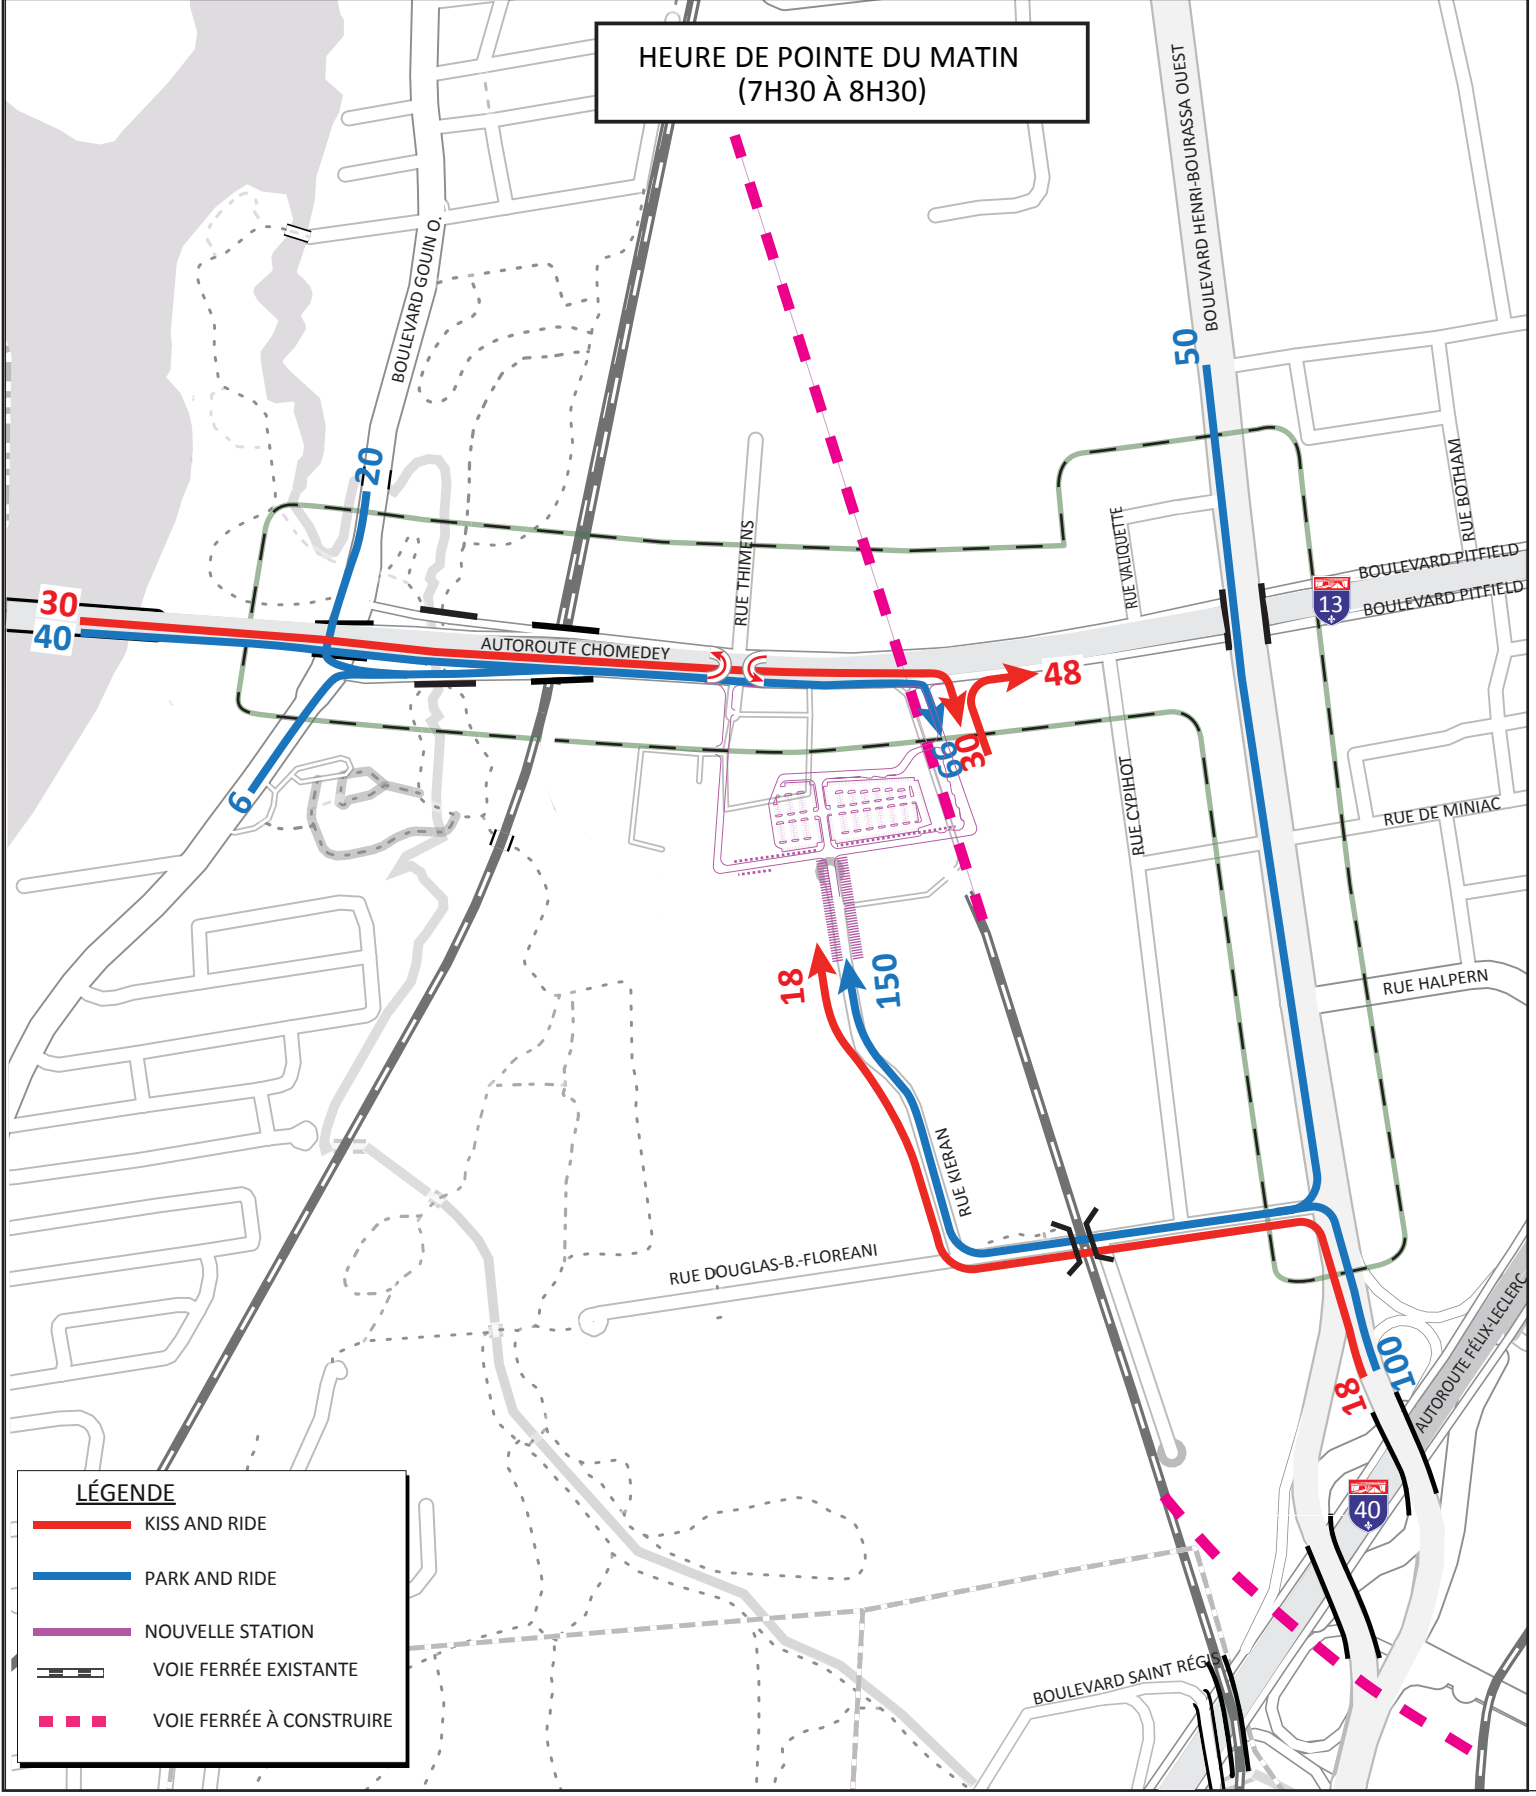 HEURE DE POINTE DU MATIN
(7H30 À 8H30)
BOULEVARD HENRI-BOURASSA OUEST
BOULEVARD GOUIN O.
50
20
RUE BOTHAM
RUE VALIQUETTE
RUE THIMENS
BOULEVARD PITFIELD
BOULEVARD PITFIELD
13
30
40
AUTOROUTE CHOMEDEY
48
66
30
6
RUE CYPIHOT
RUE DE MINIAC
RUE HALPERN
18
150
RUE KIERAN
RUE DOUGLAS-B.-FLOREANI
AUTOROUTE FÉLIX-LECLERC
100
18
40
LÉGENDE
KISS AND RIDE
PARK AND RIDE
NOUVELLE STATION
VOIE FERRÉE EXISTANTE
VOIE FERRÉE À CONSTRUIRE
BOULEVARD SAINT RÉGIS